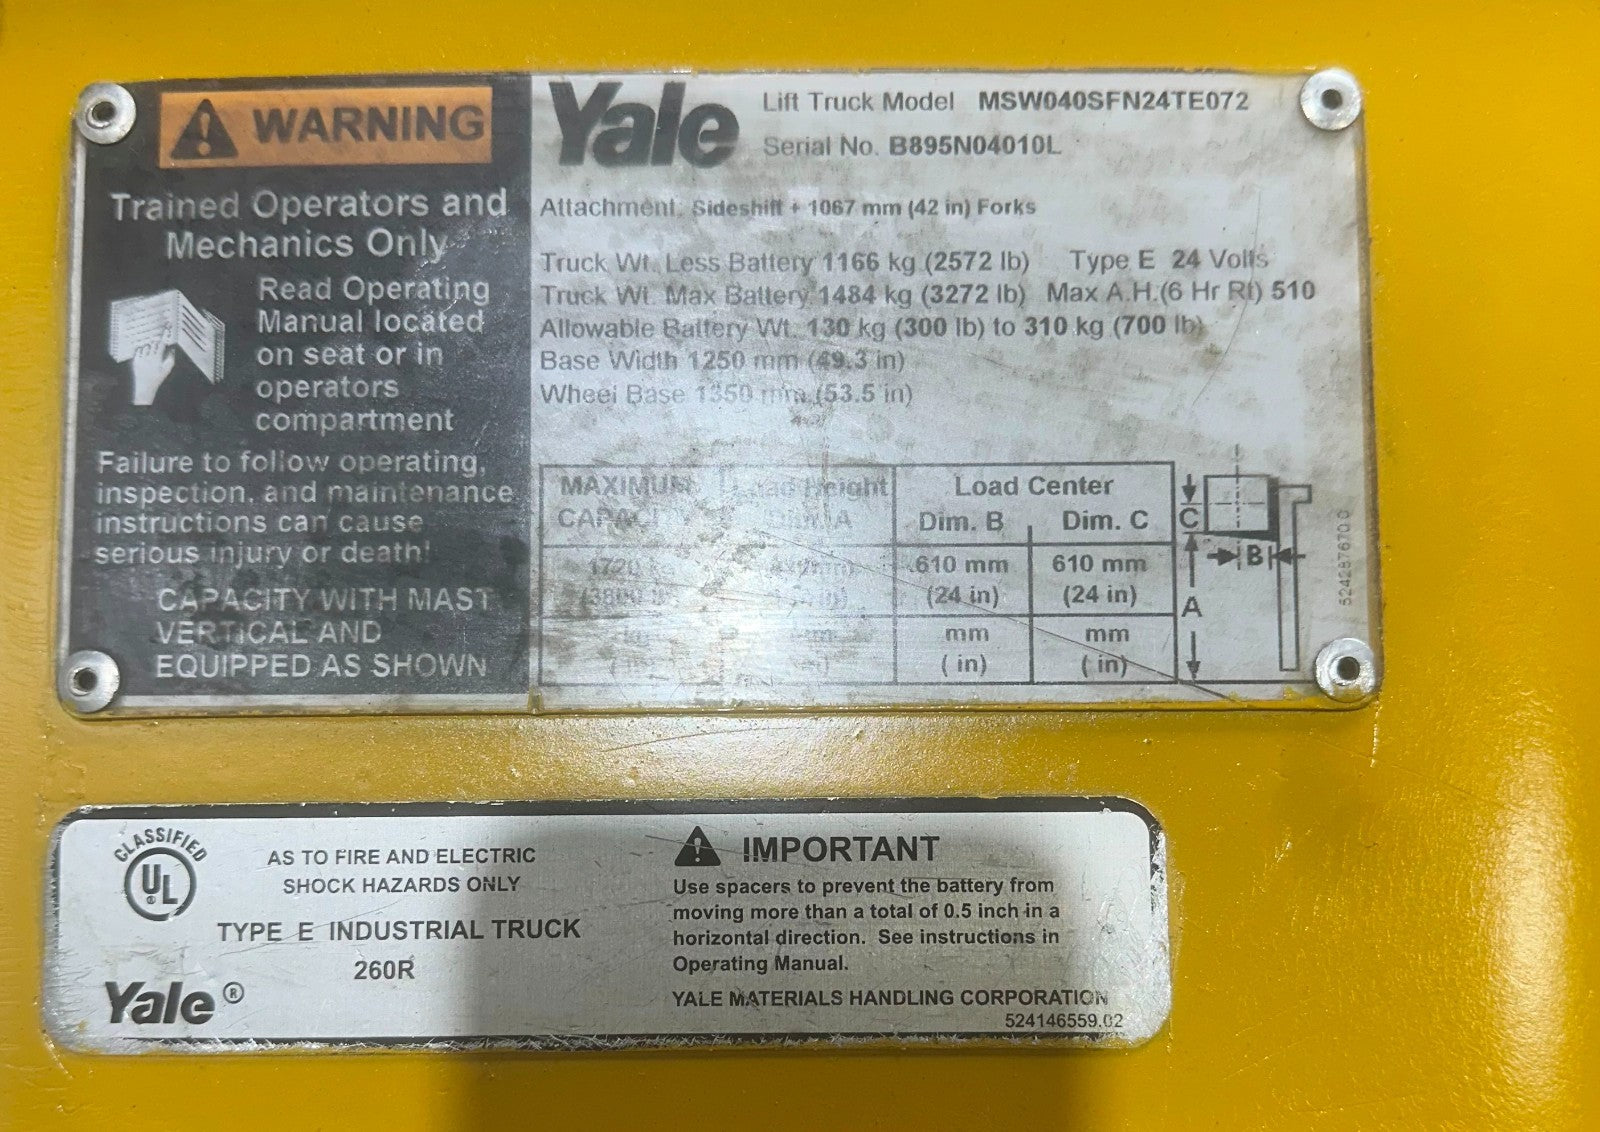 WARNING
Trained Operators and
Mechanics Only
Read Operating
Manual located
on seat or in
operators
compartment
Failure to follow operating,
inspection, and maintenance
instructions can cause
serious injury or death!
CAPACITY WITH MAST
VERTICAL AND
EQUIPPED AS SHOWN
Yale
Lift Truck Model MSW040SFN24TE072
Serial No. B895N04010L
Attachment: Sideshift + 1067 mm (42 in) Forks
Truck Wt. Less Battery 1166 kg (2572 lb) Type E 24 Volts
Truck Wt. Max Battery 1484 kg (3272 lb) Max A.H.(6 Hr Rt) 510
Allowable Battery Wt. 130 kg (300 lb) to 310 kg (700 lb)
Base Width 1250 mm (49.3 in)
Wheel Base 1350 mm (53.5 in)
MAXIMUM Load Height Load Center
CAPACITY Dim. A Dim. B Dim. C
610 mm 610 mm
(24 in) (24 in)
mm mm
( in) ( in) ( in)
C
B
A
524287670 0
CLASSIFIED
UL ®
AS TO FIRE AND ELECTRIC
SHOCK HAZARDS ONLY
TYPE E INDUSTRIAL TRUCK
260R
Yale ®
IMPORTANT
Use spacers to prevent the battery from
moving more than a total of 0.5 inch in a
horizontal direction. See instructions in
Operating Manual.
YALE MATERIALS HANDLING CORPORATION
524146559.02